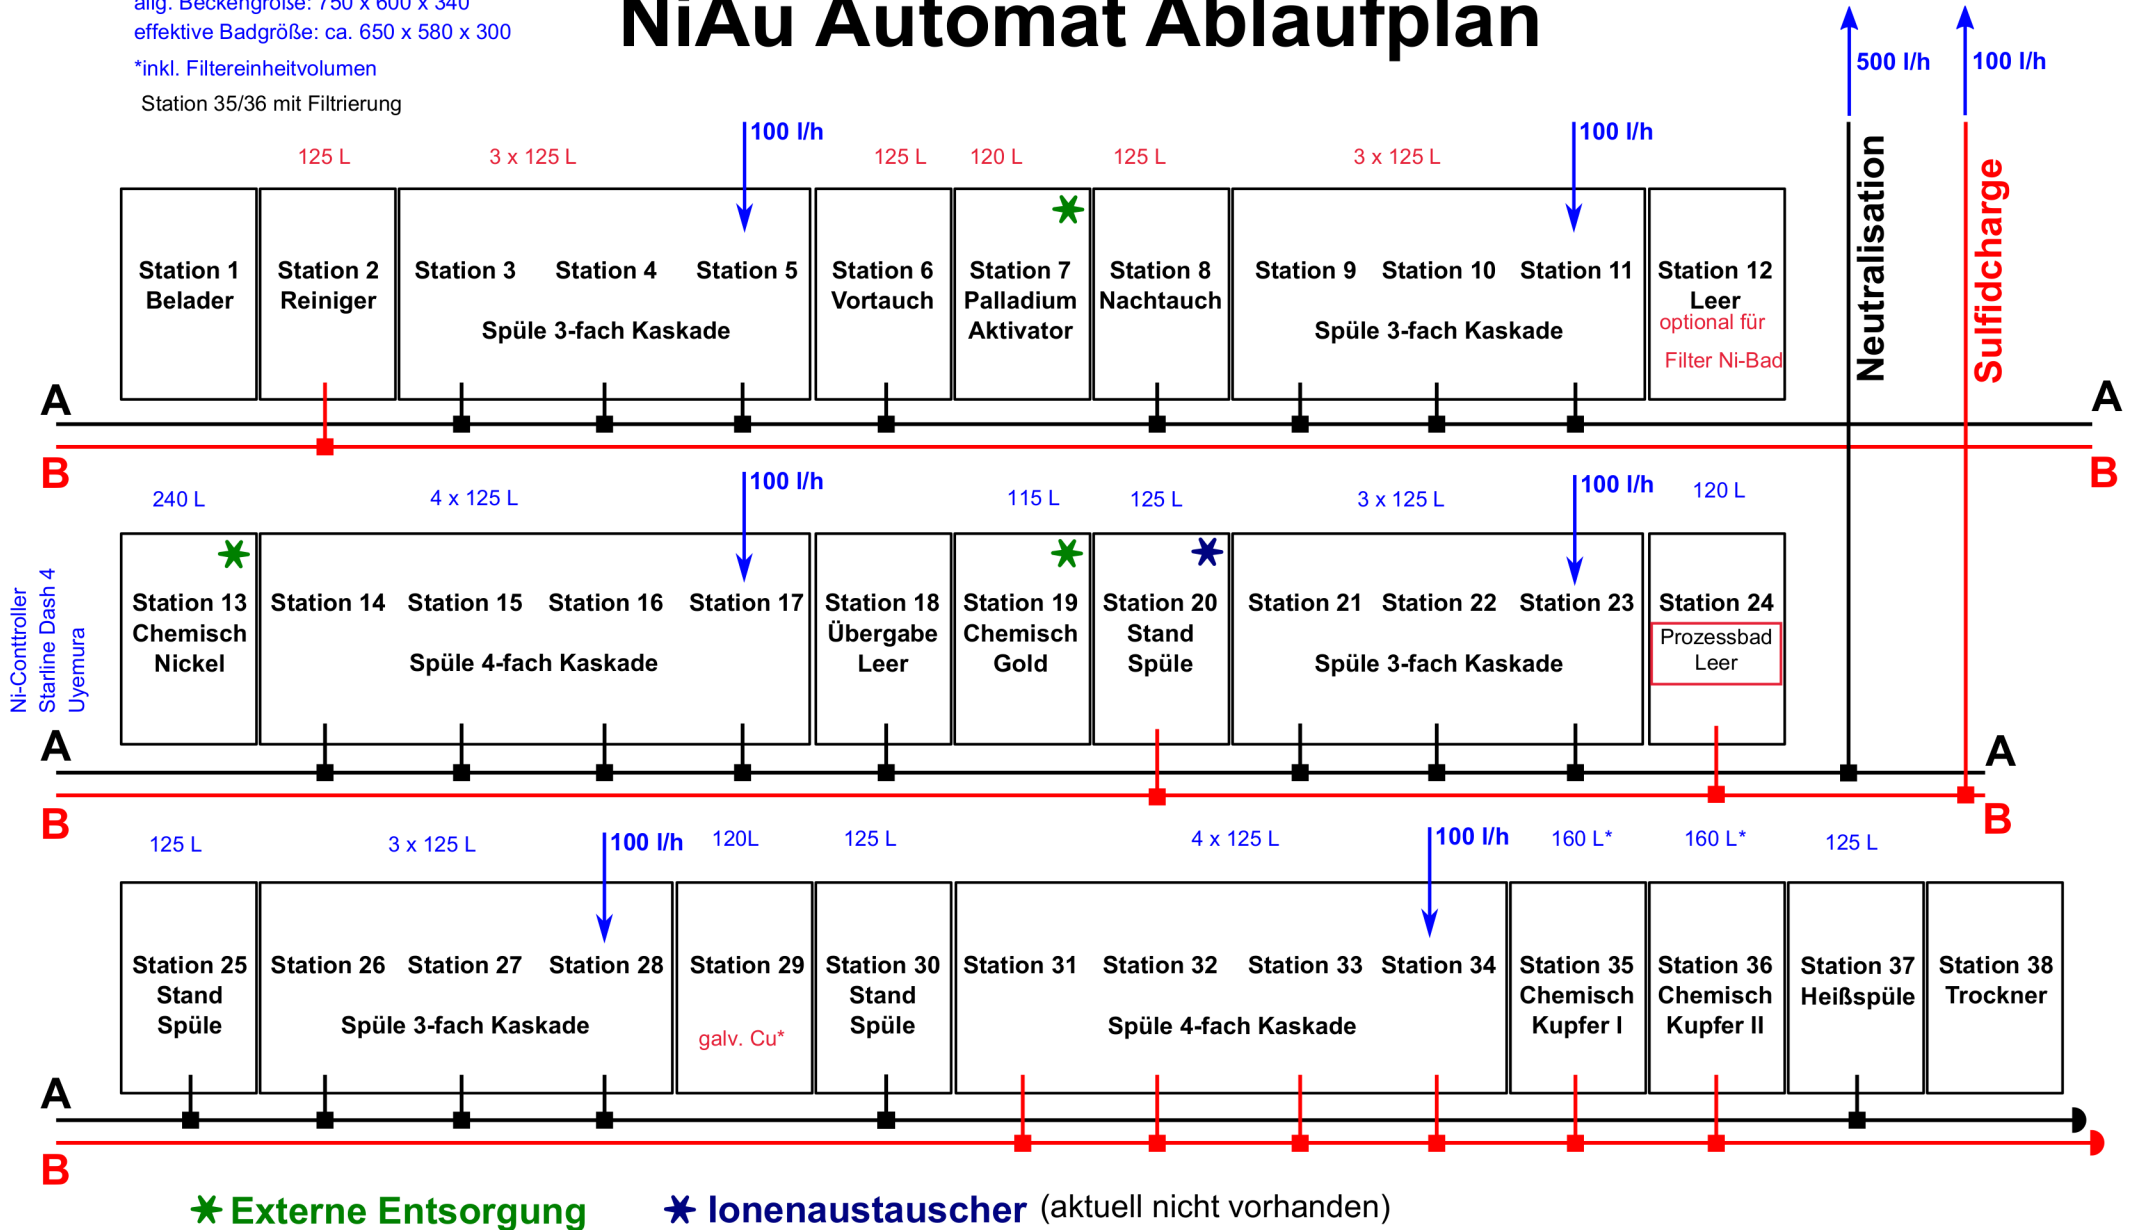 allg. Beckengröße: 750 x 600 x 340
effektive Badgröße: ca. 650 x 580 x 300
*inkl. Filtereinheitvolumen
Station 35/36 mit Filtrierung
NiAu Automat Ablaufplan
500 l/h
100 l/h
Neutralisation
Sulfidcharge
125 L
3 x 125 L
100 l/h
125 L
120 L
125 L
3 x 125 L
100 l/h
Station 1
Belader
Station 2
Reiniger
Station 3
Station 4
Station 5
Spüle 3-fach Kaskade
Station 6
Vortauch
Station 7
Palladium
Aktivator
Station 8
Nachtauch
Station 9
Station 10
Station 11
Spüle 3-fach Kaskade
Station 12
Leer
optional für
Filter Ni-Bad
A
A
B
B
240 L
4 x 125 L
100 l/h
115 L
125 L
3 x 125 L
100 l/h
120 L
Ni-Conttroller
Starline Dash 4
Uyemura
Station 13
Chemisch
Nickel
Station 14
Station 15
Station 16
Station 17
Spüle 4-fach Kaskade
Station 18
Übergabe
Leer
Station 19
Chemisch
Gold
Station 20
Stand
Spüle
Station 21
Station 22
Station 23
Spüle 3-fach Kaskade
Station 24
Prozessbad
Leer
A
A
B
B
125 L
3 x 125 L
100 l/h
120L
125 L
4 x 125 L
100 l/h
160 L*
160 L*
125 L
Station 25
Stand
Spüle
Station 26
Station 27
Station 28
Spüle 3-fach Kaskade
Station 29
galv. Cu*
Station 30
Stand
Spüle
Station 31
Station 32
Station 33
Station 34
Spüle 4-fach Kaskade
Station 35
Chemisch
Kupfer I
Station 36
Chemisch
Kupfer II
Station 37
Heißspüle
Station 38
Trockner
A
B
Externe Entsorgung
Ionenaustauscher (aktuell nicht vorhanden)